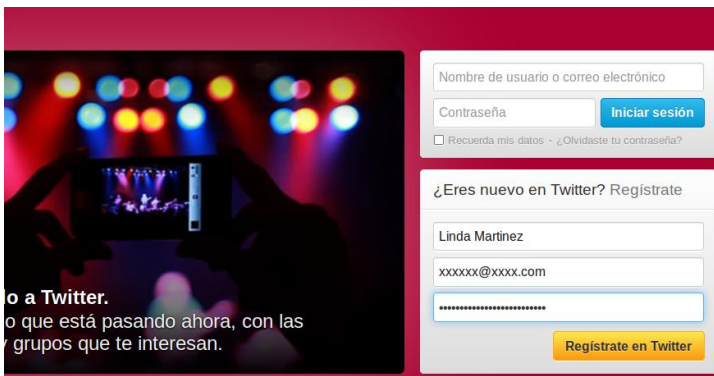 lo a Twitter.
o que está pasando ahora, con las
y grupos que te interesan.
Nombre de usuario o correo electrónico
Contraseña
Iniciar sesión
Recuerda mis datos · ¿Olvidaste tu contraseña?
¿Eres nuevo en Twitter? Regístrate
Linda Martinez
xxxxxx@xxxx.com
Regístrate en Twitter